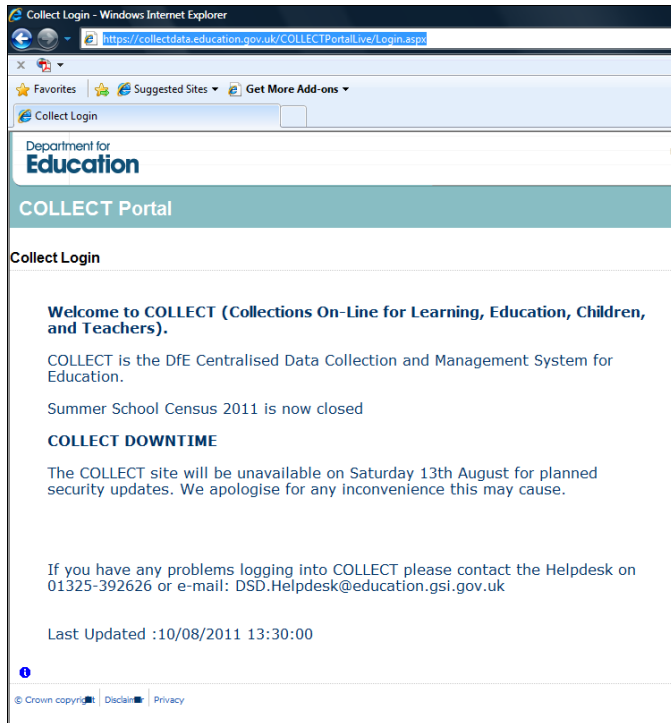 Collect Login - Windows Internet Explorer
https://collectdata.education.gov.uk/COLLECTPortalLive/Login.aspx
x
Favorites Suggested Sites Get More Add-ons
Collect Login
Department for
Education
COLLECT Portal
Collect Login
Welcome to COLLECT (Collections On-Line for Learning, Education, Children,
and Teachers).
COLLECT is the DfE Centralised Data Collection and Management System for
Education.
Summer School Census 2011 is now closed
COLLECT DOWNTIME
The COLLECT site will be unavailable on Saturday 13th August for planned
security updates. We apologise for any inconvenience this may cause.
If you have any problems logging into COLLECT please contact the Helpdesk on
01325-392626 or e-mail: DSD.Helpdesk@education.gsi.gov.uk
Last Updated :10/08/2011 13:30:00
© Crown copyright Disclaimer Privacy